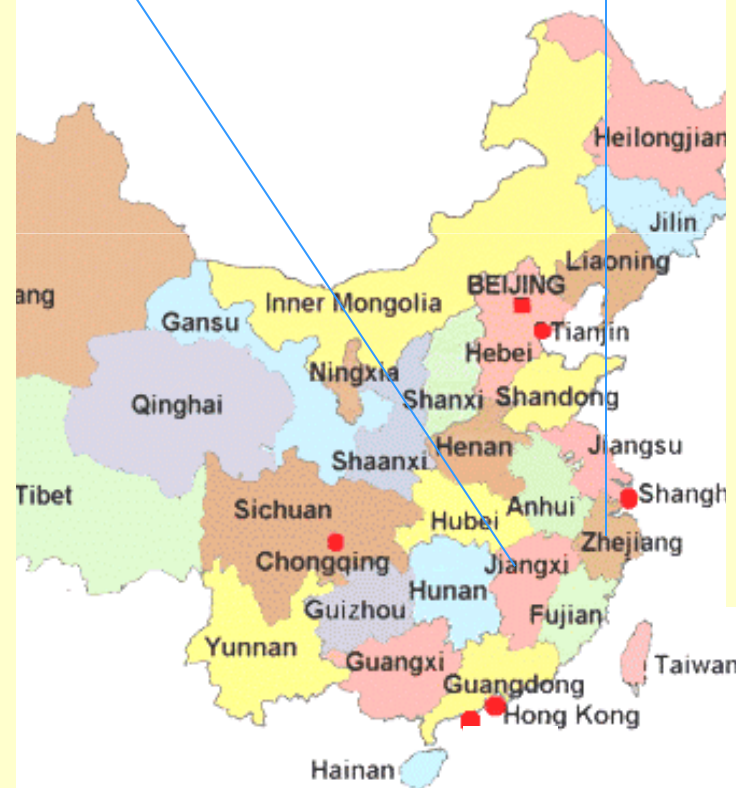 Heilongjian
Jilin
Liaoning
BEIJING
ang
Inner Mongolia
Gansu
Tianjin
Hebei
Ningxia
Shandong
Shanxi
Qinghai
Henan
Jiangsu
Shaanxi
Tibet
Shangh
Anhui
Sichuan
Hubei
Zhejiang
Chongqing
Jiangxi
Hunan
Guizhou
Fujian
Yunnan
Guangxi
Taiwan
Guangdong
Hong Kong
Hainan